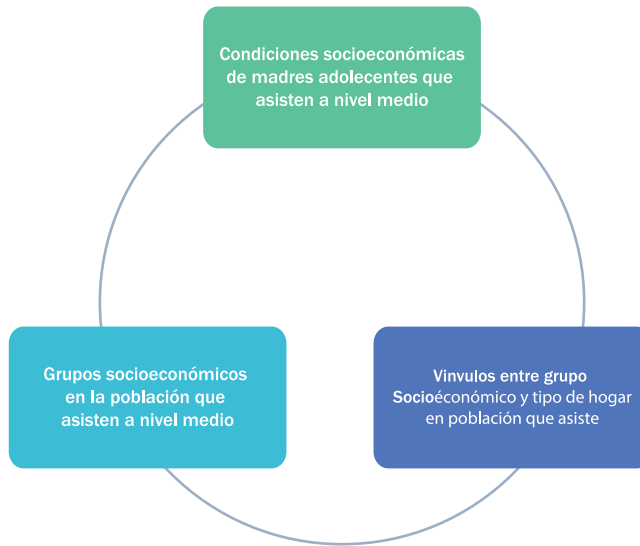 Condiciones socioeconómicas
de madres adolecentes que
asisten a nivel medio
Grupos socioeconómicos
en la población que
asisten a nivel medio
Vinvulos entre grupo
Socioéconómico y tipo de hogar
en población que asiste